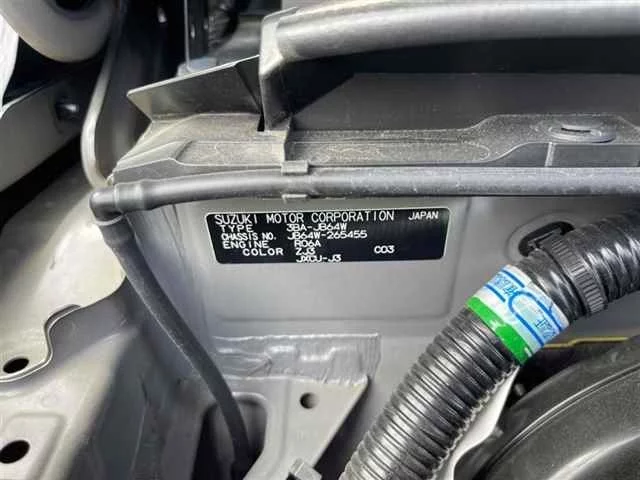 SUZUKI MOTOR CORPORATION JAPAN
TYPE 3BA-JB64W
CHASSIS NO. JB64W-265455
ENGINE R06A
COLOR ZJ3 C03
JXCU-J3